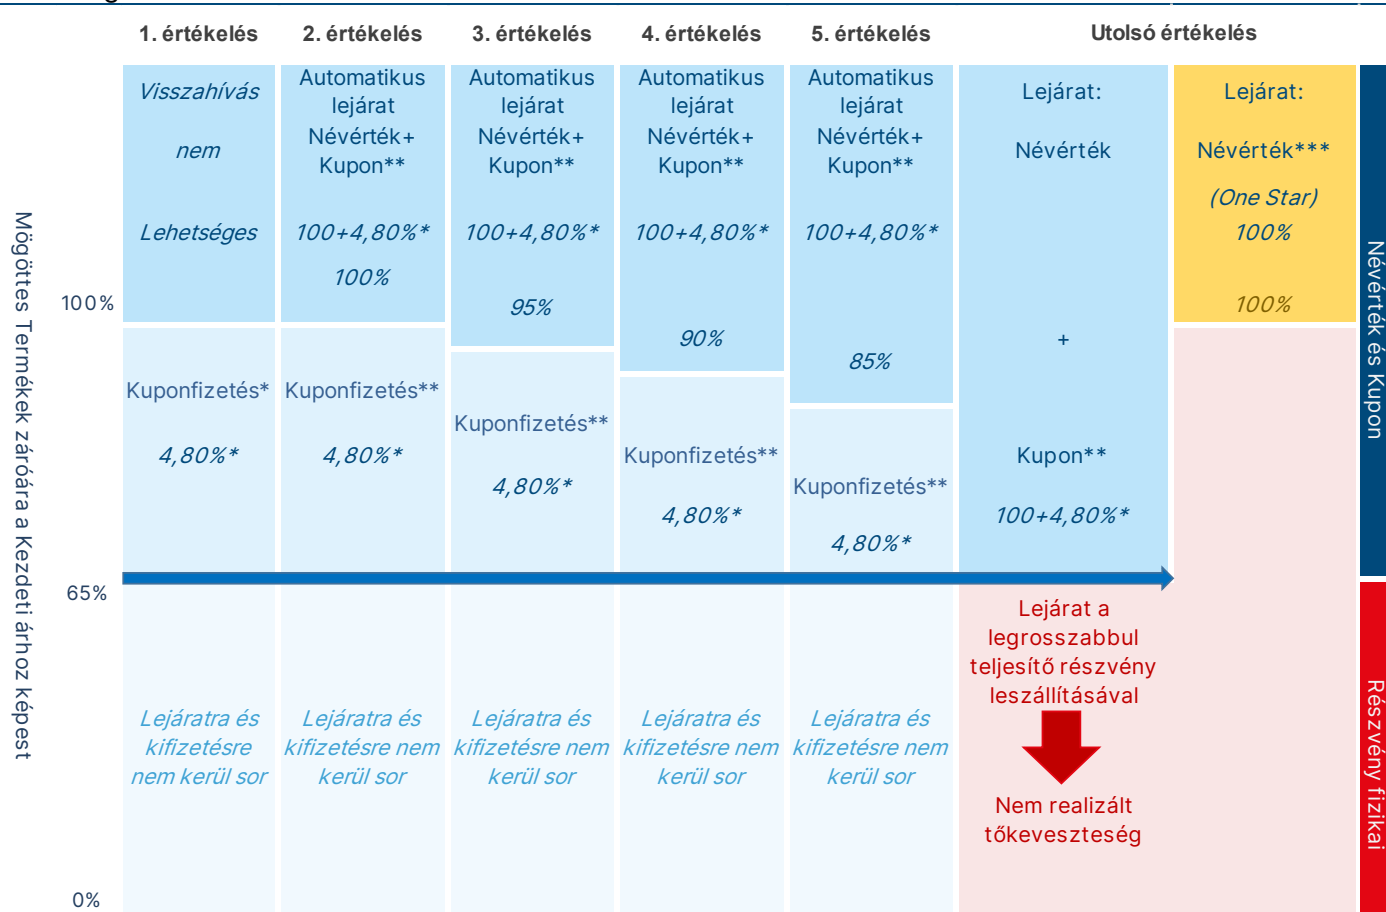 1. értékelés
2. értékelés
3. értékelés
4. értékelés
5. értékelés
Utolsó értékelés
Mögöttes Termékek záróára a Kezdeti árhoz képest
100%
65%
0%
Visszahívás
nem
Lehetséges
Kuponfizetés*
4,80%*
Lejáratra és
kifizetésre
nem kerül sor
Automatikus
lejárat
Névérték+
Kupon**
100+4,80%*
100%
Kuponfizetés**
4,80%*
Lejáratra és
kifizetésre nem
kerül sor
Automatikus
lejárat
Névérték+
Kupon**
100+4,80%*
95%
Kuponfizetés**
4,80%*
Lejáratra és
kifizetésre nem
kerül sor
Automatikus
lejárat
Névérték+
Kupon**
100+4,80%*
90%
Kuponfizetés**
4,80%*
Lejáratra és
kifizetésre nem
kerül sor
Automatikus
lejárat
Névérték+
Kupon**
100+4,80%*
85%
Kuponfizetés**
4,80%*
Lejáratra és
kifizetésre nem
kerül sor
Lejárat:
Névérték
+
Kupon**
100+4,80%*
Lejárat a
legrosszabbul
teljesítő részvény
leszállításával
Nem realizált
tőkeveszteség
Lejárat:
Névérték***
(One Star)
100%
100%
Névérték és Kupon
Részvény fizikai